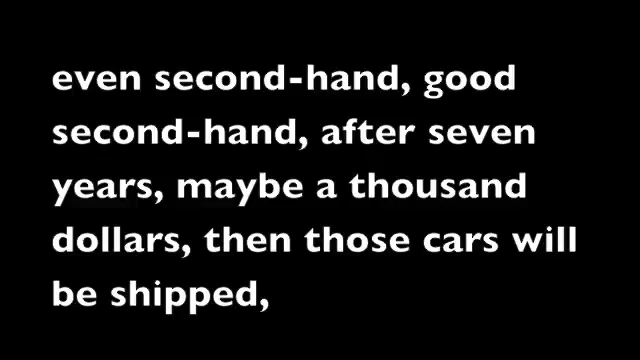 even second-hand, good
second-hand, after seven
years, maybe a thousand
dollars, then those cars will
be shipped,